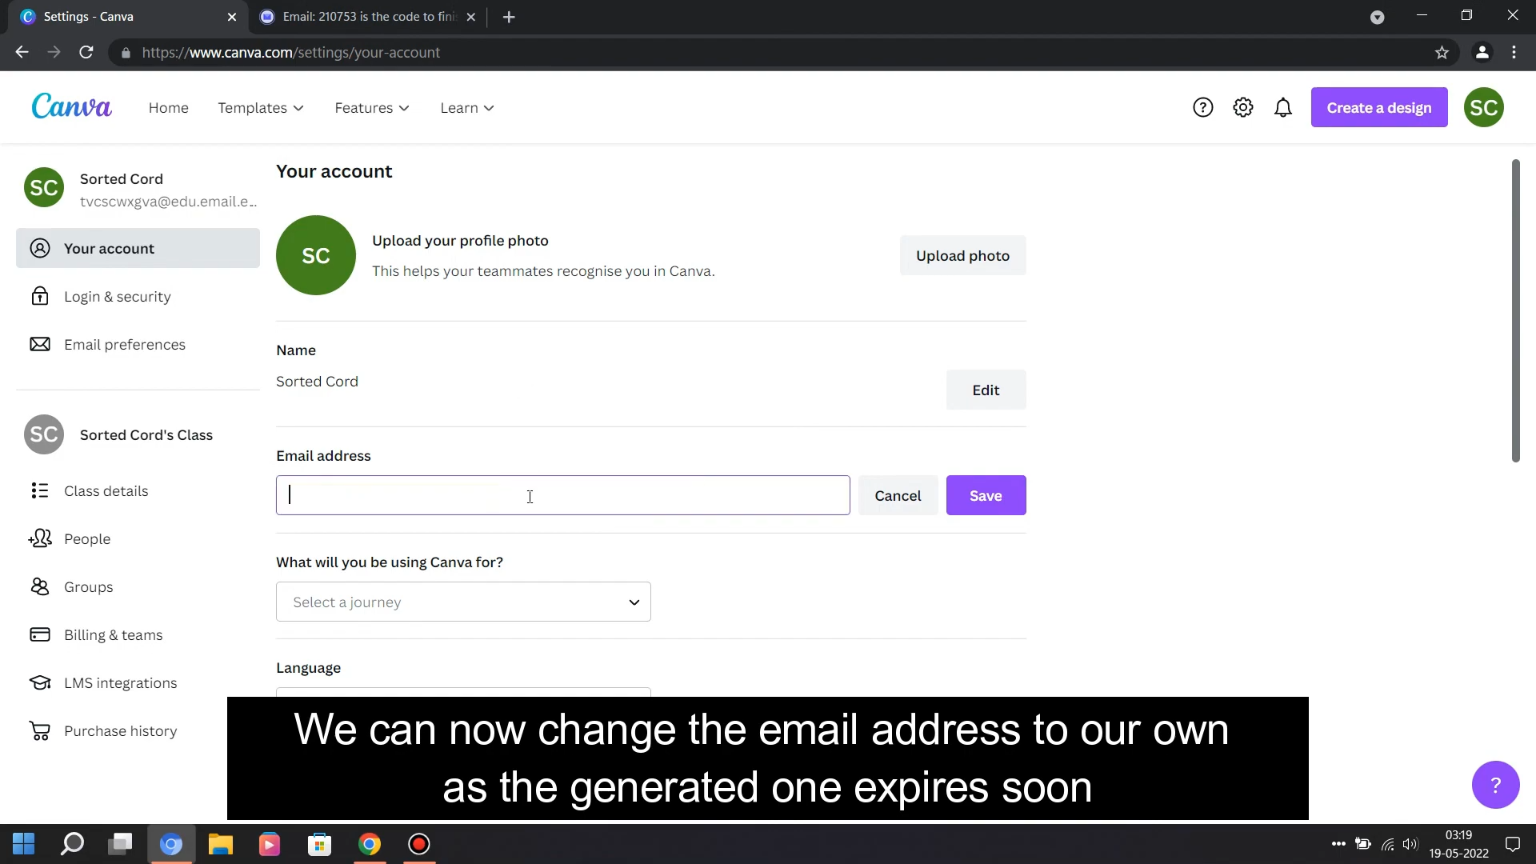 Settings - Canva
Email: 210753 is the code to fini
https://www.canva.com/settings/your-account
Canva
Home
Templates
Features
Learn
?
Create a design
SC
SC
Sorted Cord
tvcscwxgva@edu.email.e...
Your account
Login & security
Email preferences
SC
Sorted Cord's Class
Class details
People
Groups
Billing & teams
LMS integrations
Purchase history
Your account
SC
Upload your profile photo
This helps your teammates recognise you in Canva.
Upload photo
Name
Sorted Cord
Edit
Email address
Cancel
Save
What will you be using Canva for?
Select a journey
Language
We can now change the email address to our own
as the generated one expires soon
?
03:19
19-05-2022